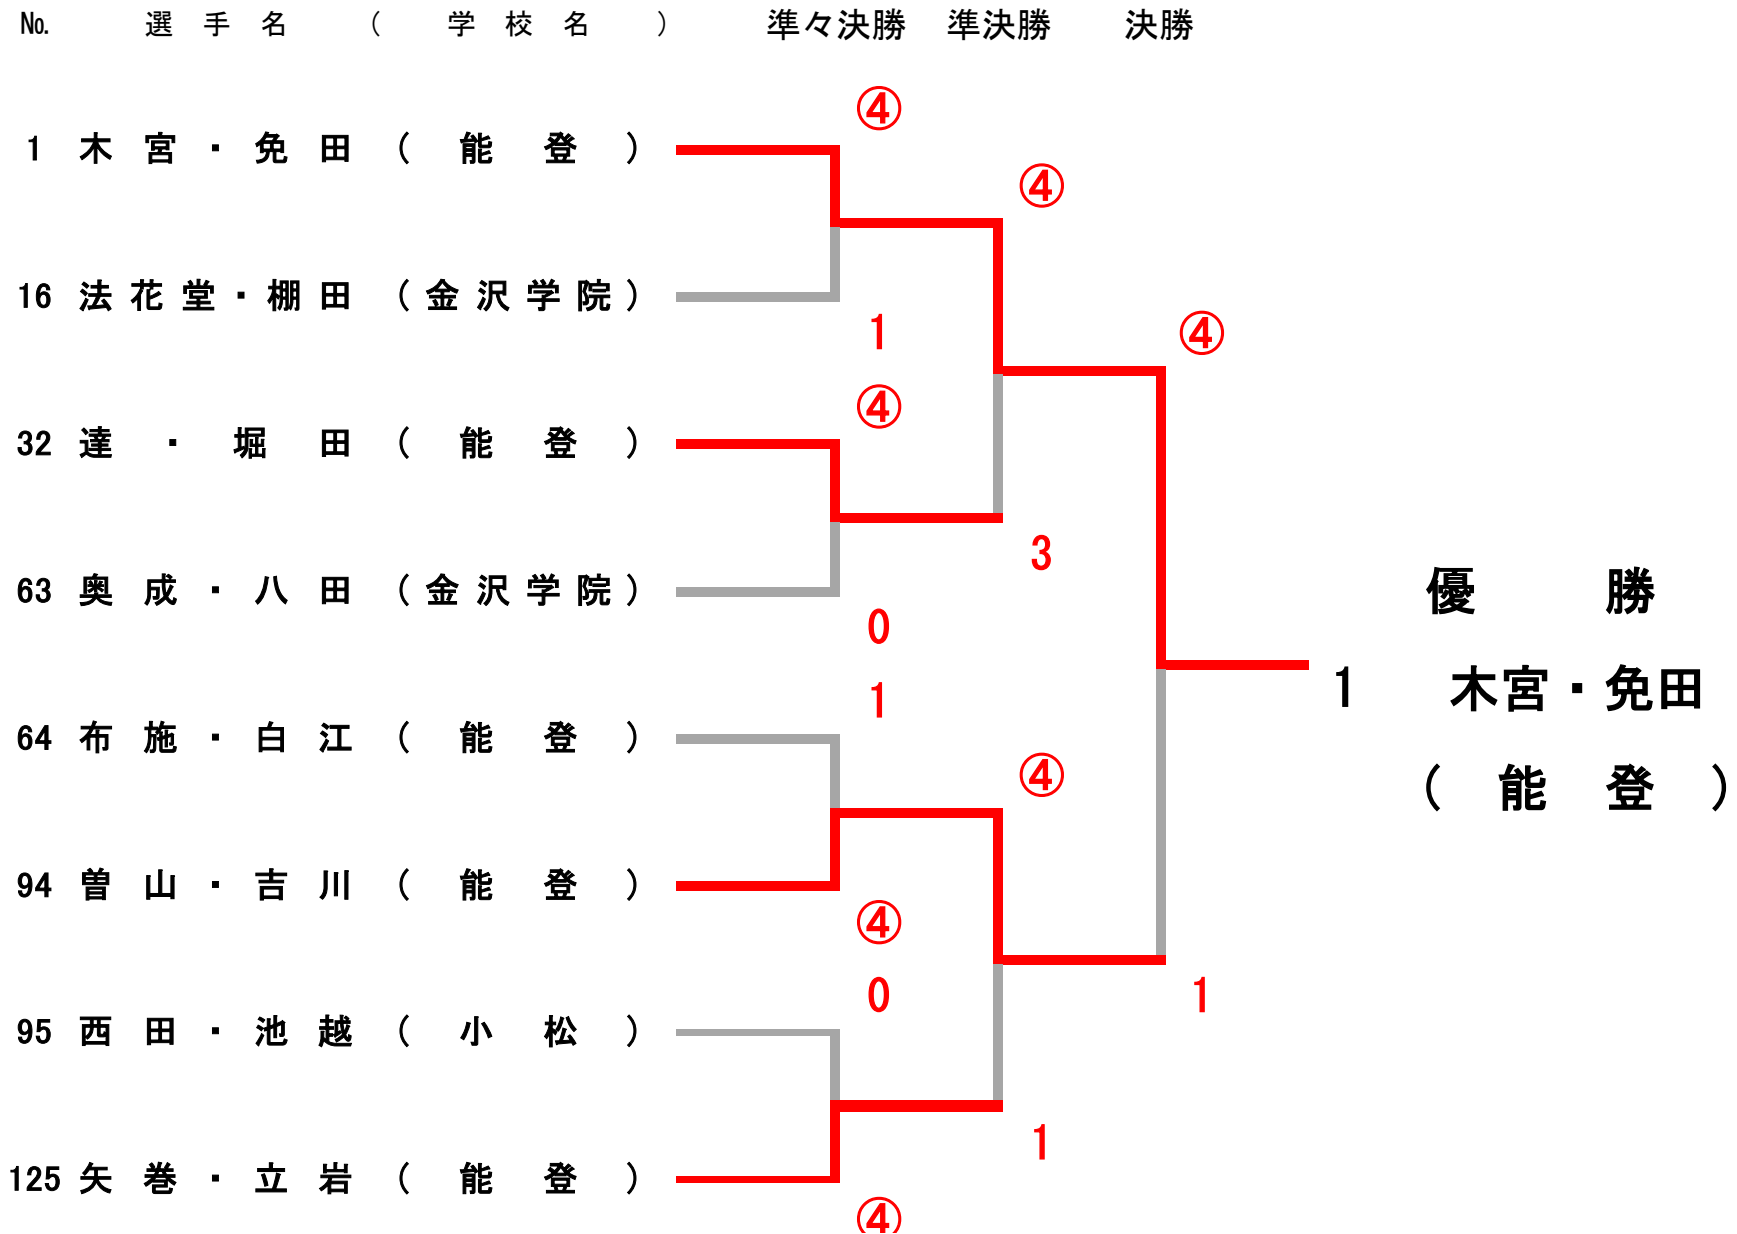 № 選手名 （ 学校名 ） 準々決勝 準決勝 決勝
④
1 木宮・免田 （ 能登 ）
④
16 法花堂・棚田 （ 金沢学院 ）
1
④
④
32 達・堀田 （ 能登 ）
3
63 奥成・八田 （ 金沢学院 ）
0
優勝
1
1 木宮・免田
64 布施・白江 （ 能登 ）
④
（ 能登 ）
94 曽山・吉川 （ 能登 ）
④
0
1
95 西田・池越 （ 小松 ）
1
125 矢巻・立岩 （ 能登 ）
④